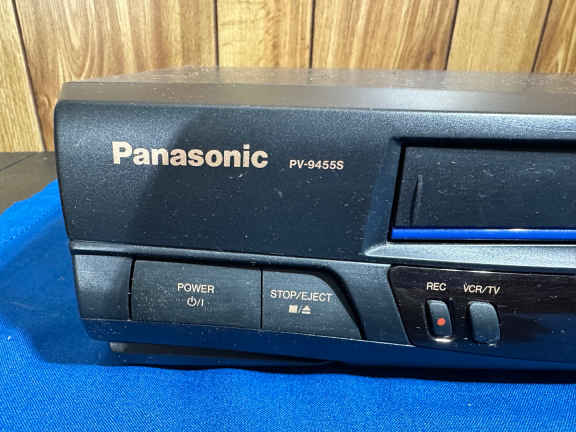 Panasonic PV-9455S
POWER
⏻/I
STOP/EJECT
■/⏏
REC
VCR/TV